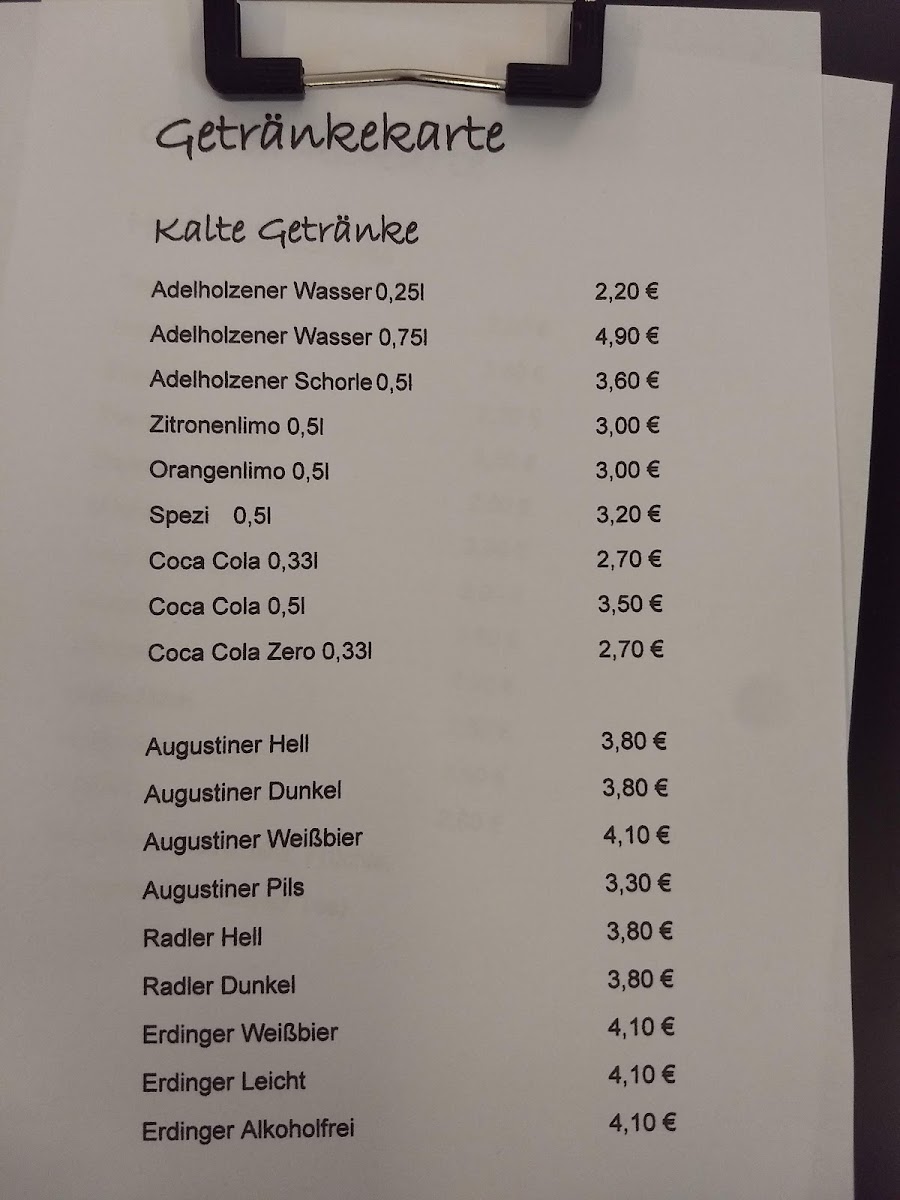 Getränkekarte
Kalte Getränke
Adelholzener Wasser 0,25l 2,20 €
Adelholzener Wasser 0,75l 4,90 €
Adelholzener Schorle 0,5l 3,60 €
Zitronenlimo 0,5l 3,00 €
Orangenlimo 0,5l 3,00 €
Spezi 0,5l 3,20 €
Coca Cola 0,33l 2,70 €
Coca Cola 0,5l 3,50 €
Coca Cola Zero 0,33l 2,70 €
Augustiner Hell 3,80 €
Augustiner Dunkel 3,80 €
Augustiner Weißbier 4,10 €
Augustiner Pils 3,30 €
Radler Hell 3,80 €
Radler Dunkel 3,80 €
Erdinger Weißbier 4,10 €
Erdinger Leicht 4,10 €
Erdinger Alkoholfrei 4,10 €